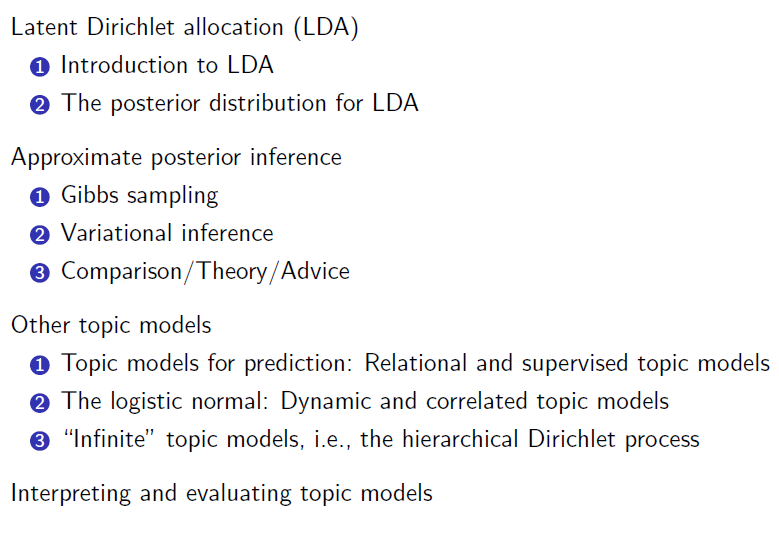 Latent Dirichlet allocation (LDA)
1 Introduction to LDA
2 The posterior distribution for LDA
Approximate posterior inference
1 Gibbs sampling
2 Variational inference
3 Comparison/Theory/Advice
Other topic models
1 Topic models for prediction: Relational and supervised topic models
2 The logistic normal: Dynamic and correlated topic models
3 “Infinite” topic models, i.e., the hierarchical Dirichlet process
Interpreting and evaluating topic models